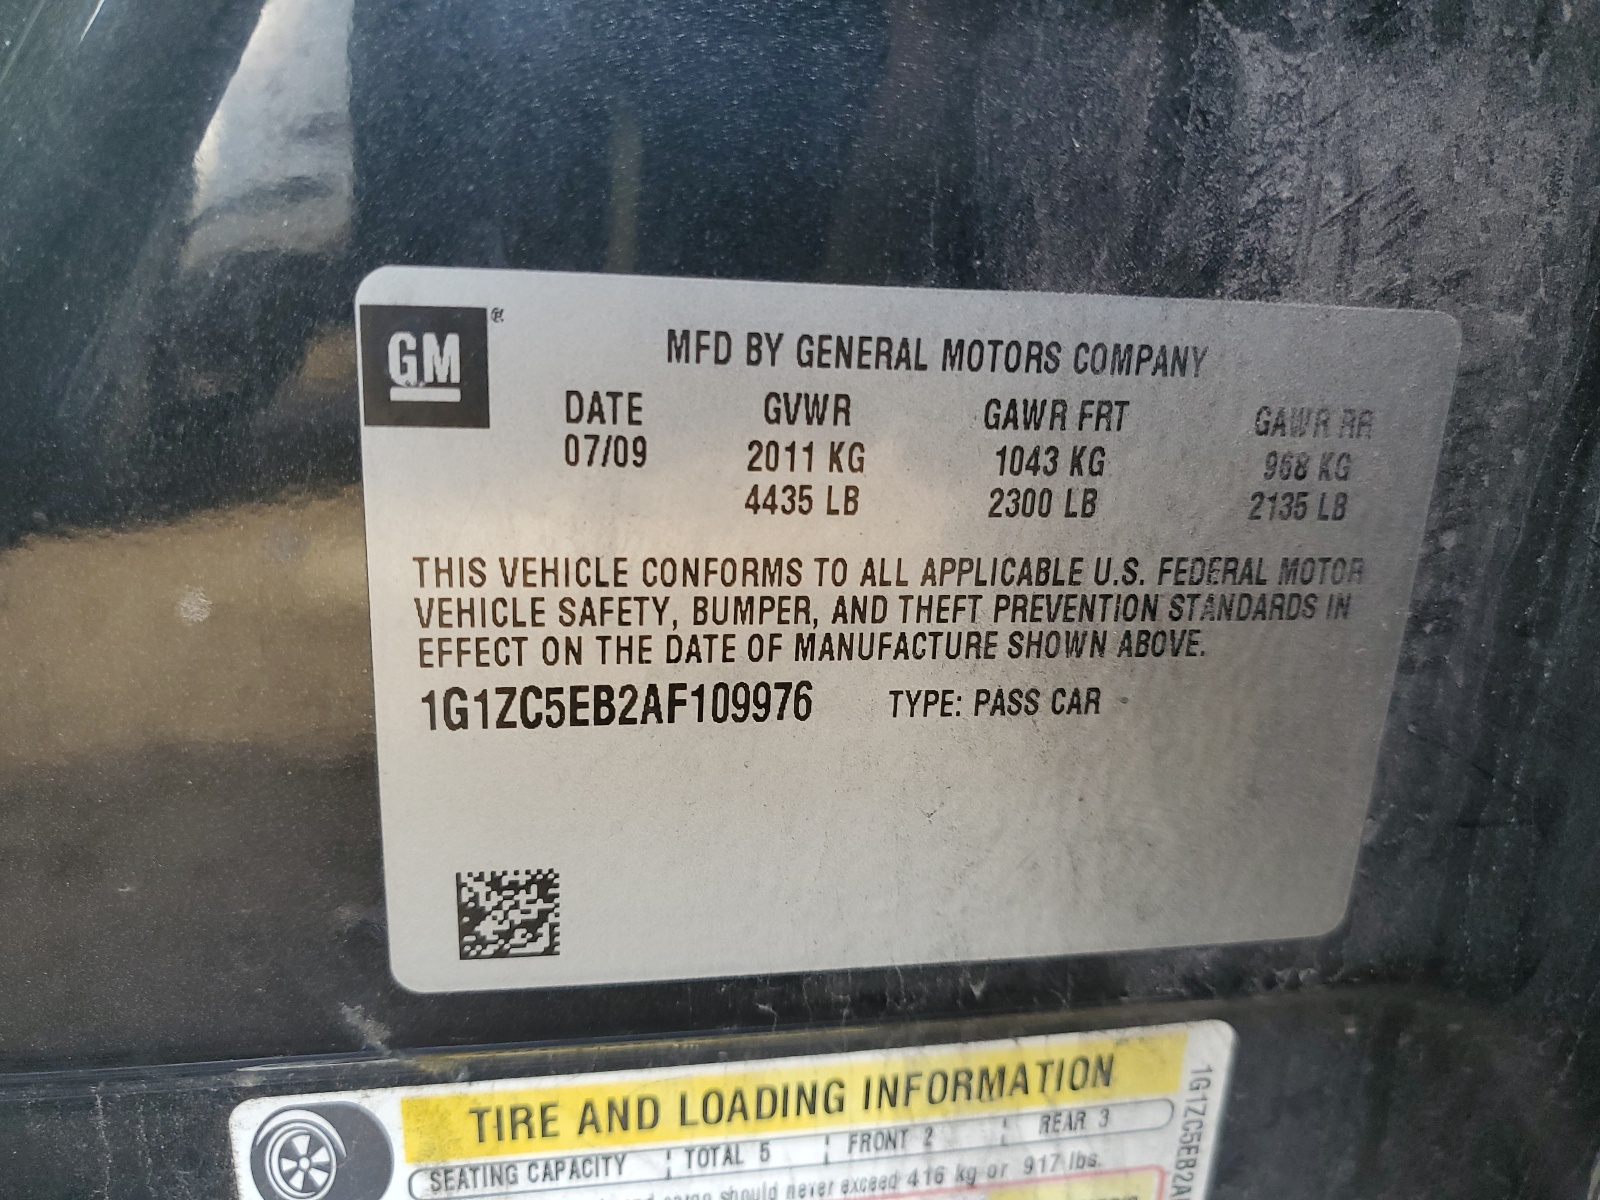 GM®
MFD BY GENERAL MOTORS COMPANY
DATE GVWR GAWR FRT GAWR RR
07/09 2011 KG 1043 KG 968 KG
4435 LB 2300 LB 2135 LB
THIS VEHICLE CONFORMS TO ALL APPLICABLE U.S. FEDERAL MOTOR
VEHICLE SAFETY, BUMPER, AND THEFT PREVENTION STANDARDS IN
EFFECT ON THE DATE OF MANUFACTURE SHOWN ABOVE.
1G1ZC5EB2AF109976 TYPE: PASS CAR
TIRE AND LOADING INFORMATION
SEATING CAPACITY TOTAL 5 FRONT 2 REAR 3
should never exceed 416 kg or 917 lbs.
1G1ZC5EB2A